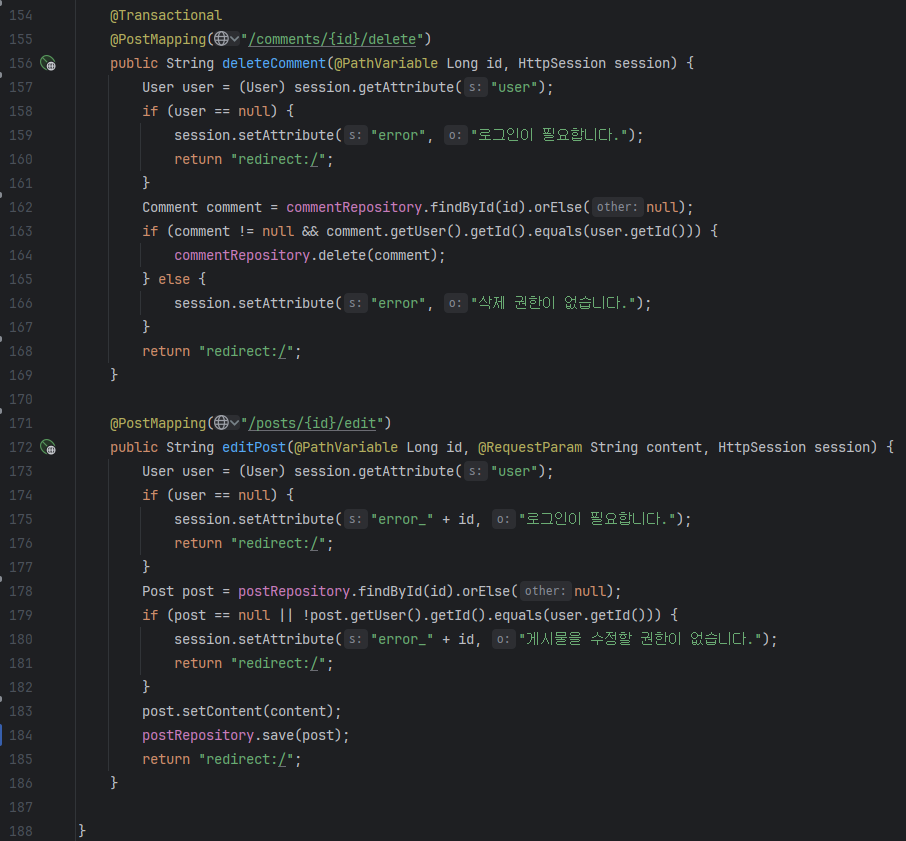 154 @Transactional
155 @PostMapping("/comments/{id}/delete")
156 public String deleteComment(@PathVariable Long id, HttpSession session) {
157 User user = (User) session.getAttribute( s: "user");
158 if (user == null) {
159 session.setAttribute( s: "error", o: "로그인이 필요합니다.");
160 return "redirect:/";
161 }
162 Comment comment = commentRepository.findById(id).orElse( other: null);
163 if (comment != null && comment.getUser().getId().equals(user.getId())) {
164 commentRepository.delete(comment);
165 } else {
166 session.setAttribute( s: "error", o: "삭제 권한이 없습니다.");
167 }
168 return "redirect:/";
169 }
170
171 @PostMapping("/posts/{id}/edit")
172 public String editPost(@PathVariable Long id, @RequestParam String content, HttpSession session) {
173 User user = (User) session.getAttribute( s: "user");
174 if (user == null) {
175 session.setAttribute( s: "error_" + id, o: "로그인이 필요합니다.");
176 return "redirect:/";
177 }
178 Post post = postRepository.findById(id).orElse( other: null);
179 if (post == null || !post.getUser().getId().equals(user.getId())) {
180 session.setAttribute( s: "error_" + id, o: "게시물을 수정할 권한이 없습니다.");
181 return "redirect:/";
182 }
183 post.setContent(content);
184 postRepository.save(post);
185 return "redirect:/";
186 }
187
188 }